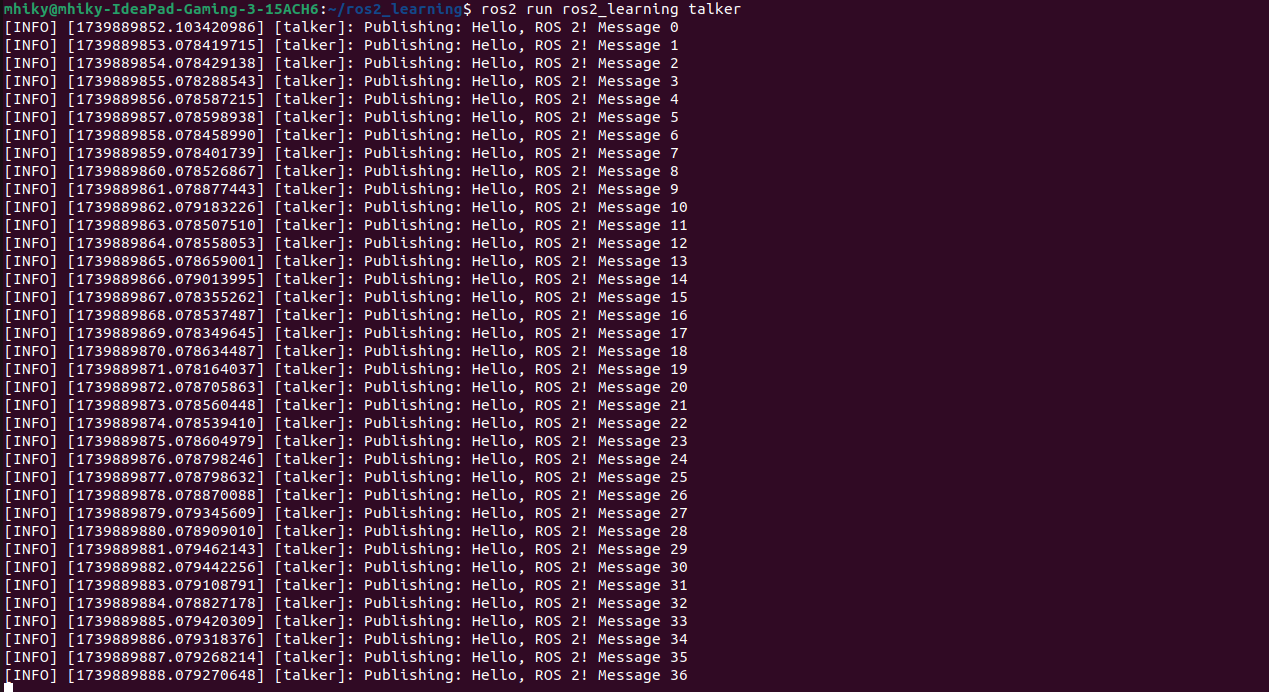 mhiky@mhiky-IdeaPad-Gaming-3-15ACH6:~/ros2_learning$ ros2 run ros2_learning talker
[INFO] [1739889852.103420986] [talker]: Publishing: Hello, ROS 2! Message 0
[INFO] [1739889853.078419715] [talker]: Publishing: Hello, ROS 2! Message 1
[INFO] [1739889854.078429138] [talker]: Publishing: Hello, ROS 2! Message 2
[INFO] [1739889855.078288543] [talker]: Publishing: Hello, ROS 2! Message 3
[INFO] [1739889856.078587215] [talker]: Publishing: Hello, ROS 2! Message 4
[INFO] [1739889857.078598938] [talker]: Publishing: Hello, ROS 2! Message 5
[INFO] [1739889858.078458990] [talker]: Publishing: Hello, ROS 2! Message 6
[INFO] [1739889859.078401739] [talker]: Publishing: Hello, ROS 2! Message 7
[INFO] [1739889860.078526867] [talker]: Publishing: Hello, ROS 2! Message 8
[INFO] [1739889861.078877443] [talker]: Publishing: Hello, ROS 2! Message 9
[INFO] [1739889862.079183226] [talker]: Publishing: Hello, ROS 2! Message 10
[INFO] [1739889863.078507510] [talker]: Publishing: Hello, ROS 2! Message 11
[INFO] [1739889864.078558053] [talker]: Publishing: Hello, ROS 2! Message 12
[INFO] [1739889865.078659001] [talker]: Publishing: Hello, ROS 2! Message 13
[INFO] [1739889866.079013995] [talker]: Publishing: Hello, ROS 2! Message 14
[INFO] [1739889867.078355262] [talker]: Publishing: Hello, ROS 2! Message 15
[INFO] [1739889868.078537487] [talker]: Publishing: Hello, ROS 2! Message 16
[INFO] [1739889869.078349645] [talker]: Publishing: Hello, ROS 2! Message 17
[INFO] [1739889870.078634487] [talker]: Publishing: Hello, ROS 2! Message 18
[INFO] [1739889871.078164037] [talker]: Publishing: Hello, ROS 2! Message 19
[INFO] [1739889872.078705863] [talker]: Publishing: Hello, ROS 2! Message 20
[INFO] [1739889873.078560448] [talker]: Publishing: Hello, ROS 2! Message 21
[INFO] [1739889874.078539410] [talker]: Publishing: Hello, ROS 2! Message 22
[INFO] [1739889875.078604979] [talker]: Publishing: Hello, ROS 2! Message 23
[INFO] [1739889876.078798246] [talker]: Publishing: Hello, ROS 2! Message 24
[INFO] [1739889877.078798632] [talker]: Publishing: Hello, ROS 2! Message 25
[INFO] [1739889878.078870088] [talker]: Publishing: Hello, ROS 2! Message 26
[INFO] [1739889879.079345609] [talker]: Publishing: Hello, ROS 2! Message 27
[INFO] [1739889880.078909010] [talker]: Publishing: Hello, ROS 2! Message 28
[INFO] [1739889881.079462143] [talker]: Publishing: Hello, ROS 2! Message 29
[INFO] [1739889882.079442256] [talker]: Publishing: Hello, ROS 2! Message 30
[INFO] [1739889883.079108791] [talker]: Publishing: Hello, ROS 2! Message 31
[INFO] [1739889884.078827178] [talker]: Publishing: Hello, ROS 2! Message 32
[INFO] [1739889885.079420309] [talker]: Publishing: Hello, ROS 2! Message 33
[INFO] [1739889886.079318376] [talker]: Publishing: Hello, ROS 2! Message 34
[INFO] [1739889887.079268214] [talker]: Publishing: Hello, ROS 2! Message 35
[INFO] [1739889888.079270648] [talker]: Publishing: Hello, ROS 2! Message 36